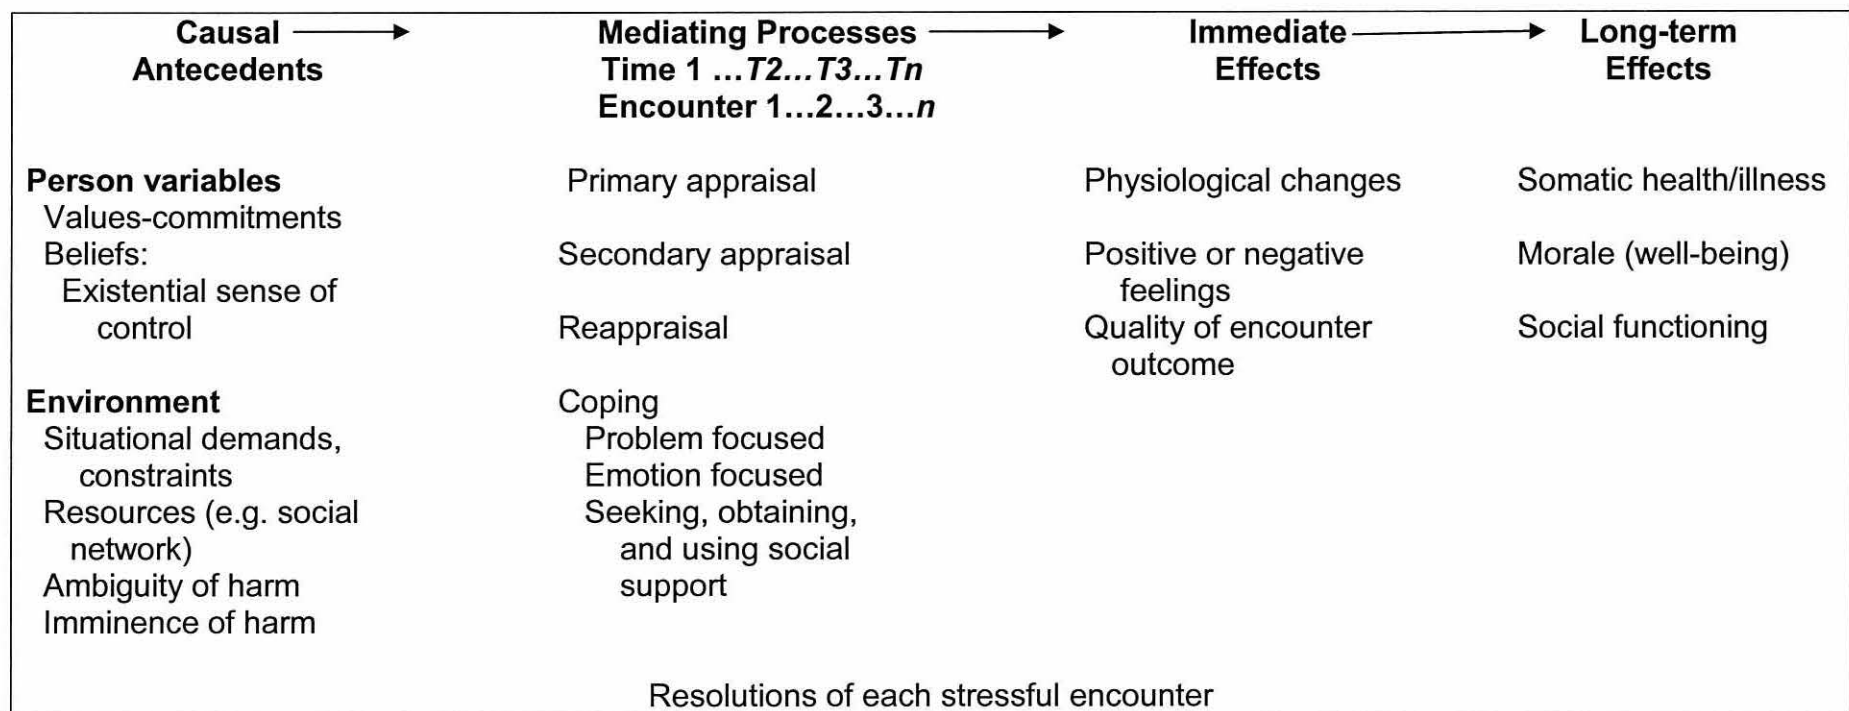 Causal
Antecedents
Mediating Processes
Time 1 ...T2...T3...Tn
Encounter 1...2...3...n
Immediate
Effects
Long-term
Effects
Person variables
Values-commitments
Beliefs:
Existential sense of
control
Environment
Situational demands,
constraints
Resources (e.g. social
network)
Ambiguity of harm
Imminence of harm
Primary appraisal
Secondary appraisal
Reappraisal
Coping
Problem focused
Emotion focused
Seeking, obtaining,
and using social
support
Physiological changes
Positive or negative
feelings
Quality of encounter
outcome
Somatic health/illness
Morale (well-being)
Social functioning
Resolutions of each stressful encounter